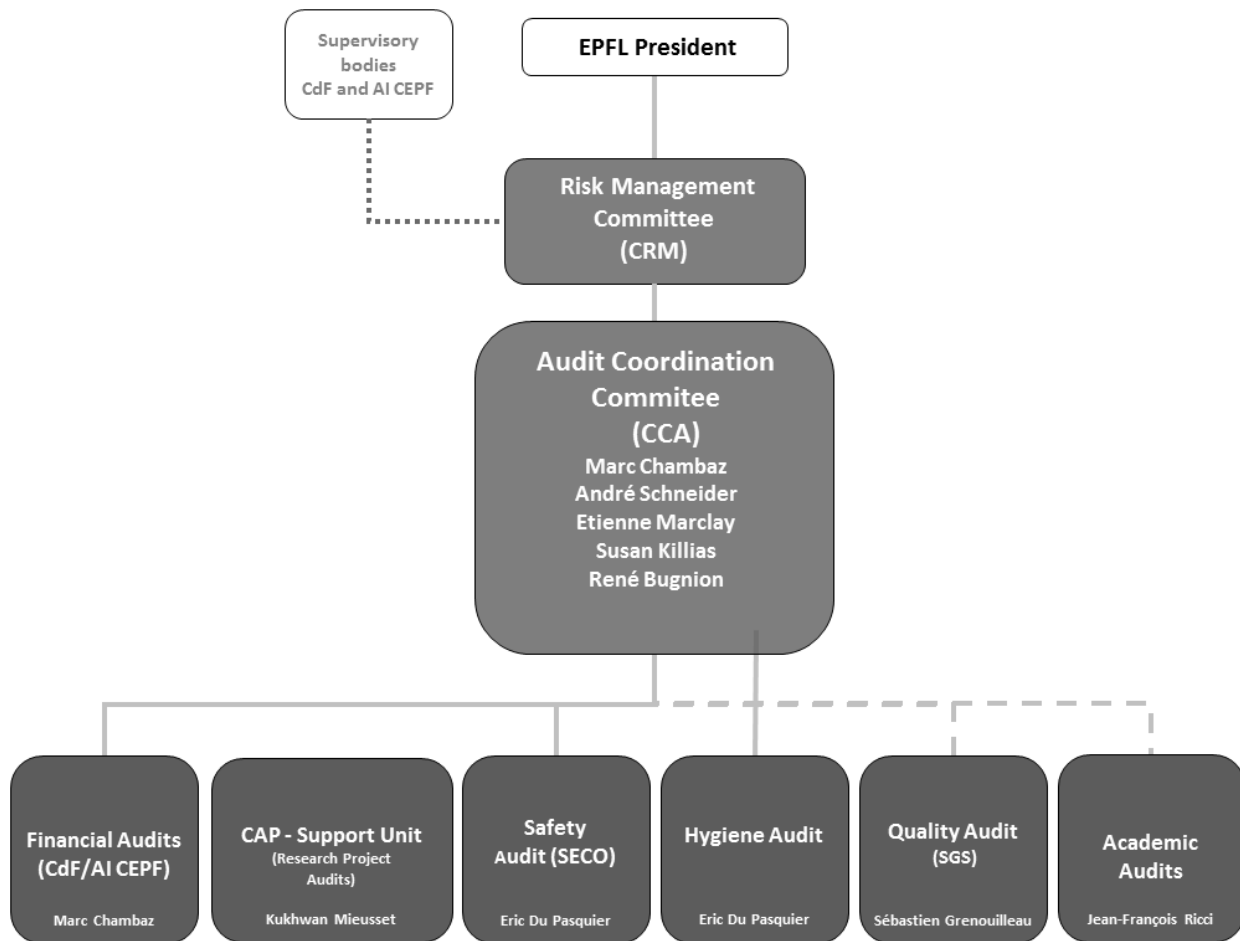 Supervisory
bodies
CdF and AI CEPF
EPFL President
Risk Management
Committee
(CRM)
Audit Coordination
Commitee
(CCA)
Marc Chambaz
André Schneider
Etienne Marclay
Susan Killias
René Bugnion
Financial Audits
(CdF/AI CEPF)
Marc Chambaz
CAP - Support Unit
(Research Project
Audits)
Kukhwan Mieusset
Safety
Audit (SECO)
Eric Du Pasquier
Hygiene Audit
Eric Du Pasquier
Quality Audit
(SGS)
Sébastien Grenouilleau
Academic
Audits
Jean-François Ricci